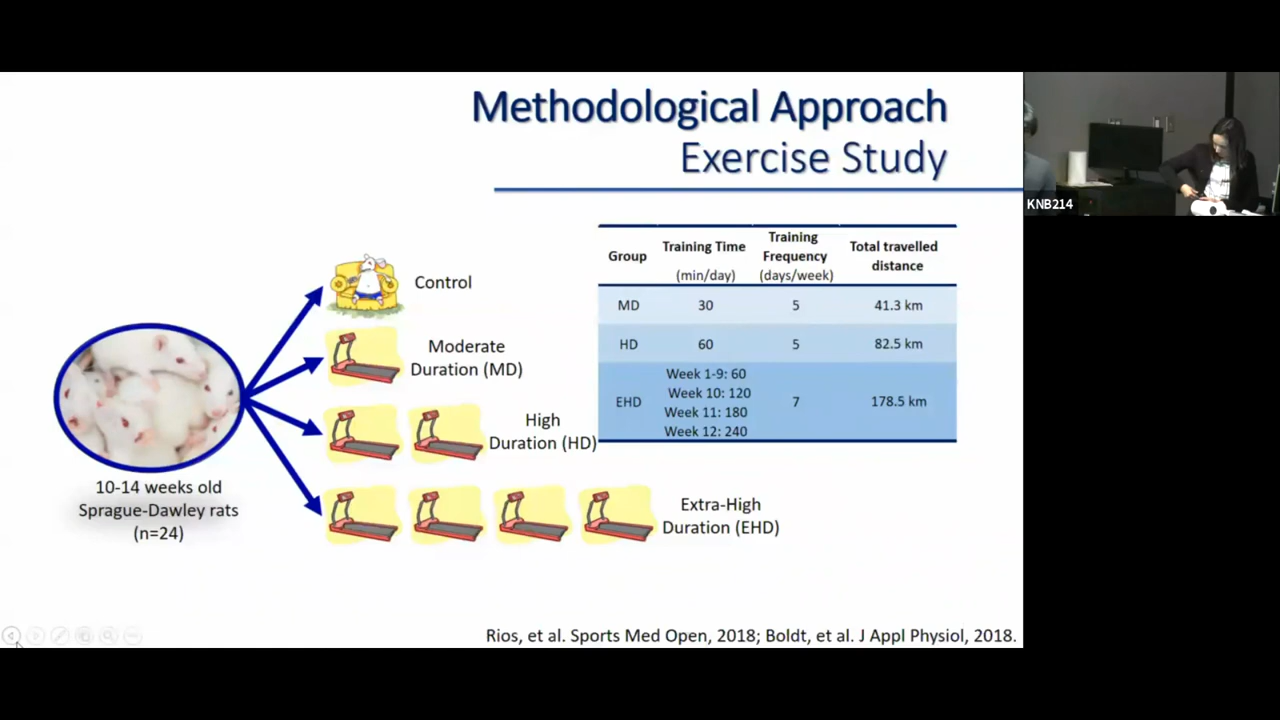 Methodological Approach
Exercise Study
KNB214
Control
Moderate
Duration (MD)
High
Duration (HD)
Extra-High
Duration (EHD)
10-14 weeks old
Sprague-Dawley rats
(n=24)
Group Training Time (min/day) Training Frequency (days/week) Total travelled distance
MD 30 5 41.3 km
HD 60 5 82.5 km
EHD Week 1-9: 60 Week 10: 120 Week 11: 180 Week 12: 240 7 178.5 km
Rios, et al. Sports Med Open, 2018; Boldt, et al. J Appl Physiol, 2018.